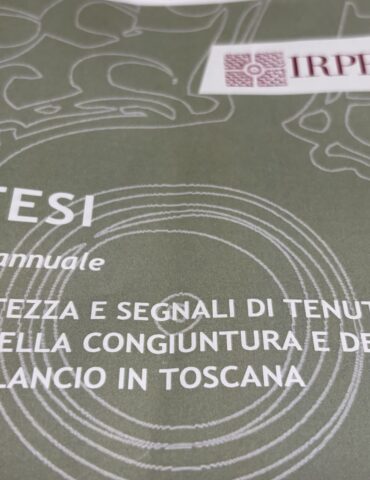 IRPE
TESI
annuale
TEZZA E SEGNALI DI TENUT
ELLA CONGIUNTURA E DE
LANCIO IN TOSCANA